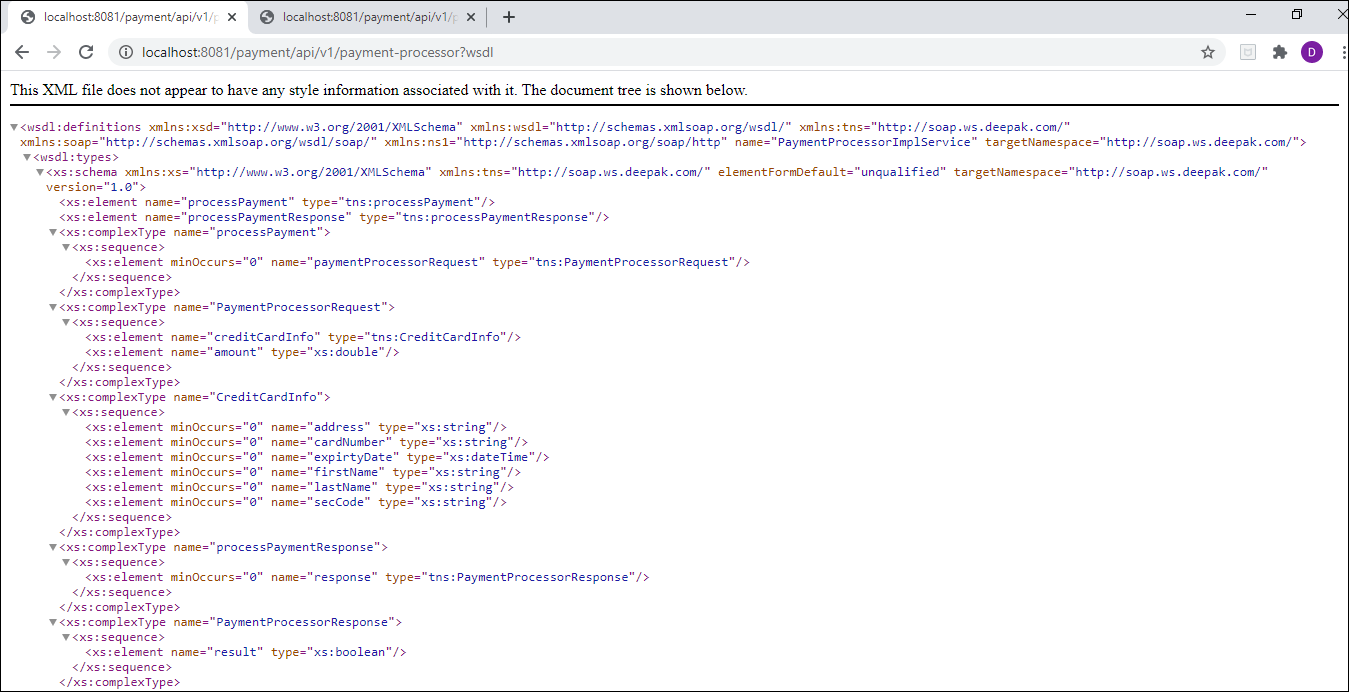 localhost:8081/payment/api/v1/p
localhost:8081/payment/api/v1/p
localhost:8081/payment/api/v1/payment-processor?wsdl
D
This XML file does not appear to have any style information associated with it. The document tree is shown below.
▼<wsdl:definitions xmlns:xsd="http://www.w3.org/2001/XMLSchema" xmlns:wsdl="http://schemas.xmlsoap.org/wsdl/" xmlns:tns="http://soap.ws.deepak.com/"
xmlns:soap="http://schemas.xmlsoap.org/wsdl/soap/" xmlns:ns1="http://schemas.xmlsoap.org/soap/http" name="PaymentProcessorImplService" targetNamespace="http://soap.ws.deepak.com/">
▼<wsdl:types>
▼<xs:schema xmlns:xs="http://www.w3.org/2001/XMLSchema" xmlns:tns="http://soap.ws.deepak.com/" elementFormDefault="unqualified" targetNamespace="http://soap.ws.deepak.com/"
version="1.0">
<xs:element name="processPayment" type="tns:processPayment"/>
<xs:element name="processPaymentResponse" type="tns:processPaymentResponse"/>
▼<xs:complexType name="processPayment">
▼<xs:sequence>
<xs:element minOccurs="0" name="paymentProcessorRequest" type="tns:PaymentProcessorRequest"/>
</xs:sequence>
</xs:complexType>
▼<xs:complexType name="PaymentProcessorRequest">
▼<xs:sequence>
<xs:element name="creditCardInfo" type="tns:CreditCardInfo"/>
<xs:element name="amount" type="xs:double"/>
</xs:sequence>
</xs:complexType>
▼<xs:complexType name="CreditCardInfo">
▼<xs:sequence>
<xs:element minOccurs="0" name="address" type="xs:string"/>
<xs:element minOccurs="0" name="cardNumber" type="xs:string"/>
<xs:element minOccurs="0" name="expirtyDate" type="xs:dateTime"/>
<xs:element minOccurs="0" name="firstName" type="xs:string"/>
<xs:element minOccurs="0" name="lastName" type="xs:string"/>
<xs:element minOccurs="0" name="secCode" type="xs:string"/>
</xs:sequence>
</xs:complexType>
▼<xs:complexType name="processPaymentResponse">
▼<xs:sequence>
<xs:element minOccurs="0" name="response" type="tns:PaymentProcessorResponse"/>
</xs:sequence>
</xs:complexType>
▼<xs:complexType name="PaymentProcessorResponse">
▼<xs:sequence>
<xs:element name="result" type="xs:boolean"/>
</xs:sequence>
</xs:complexType>